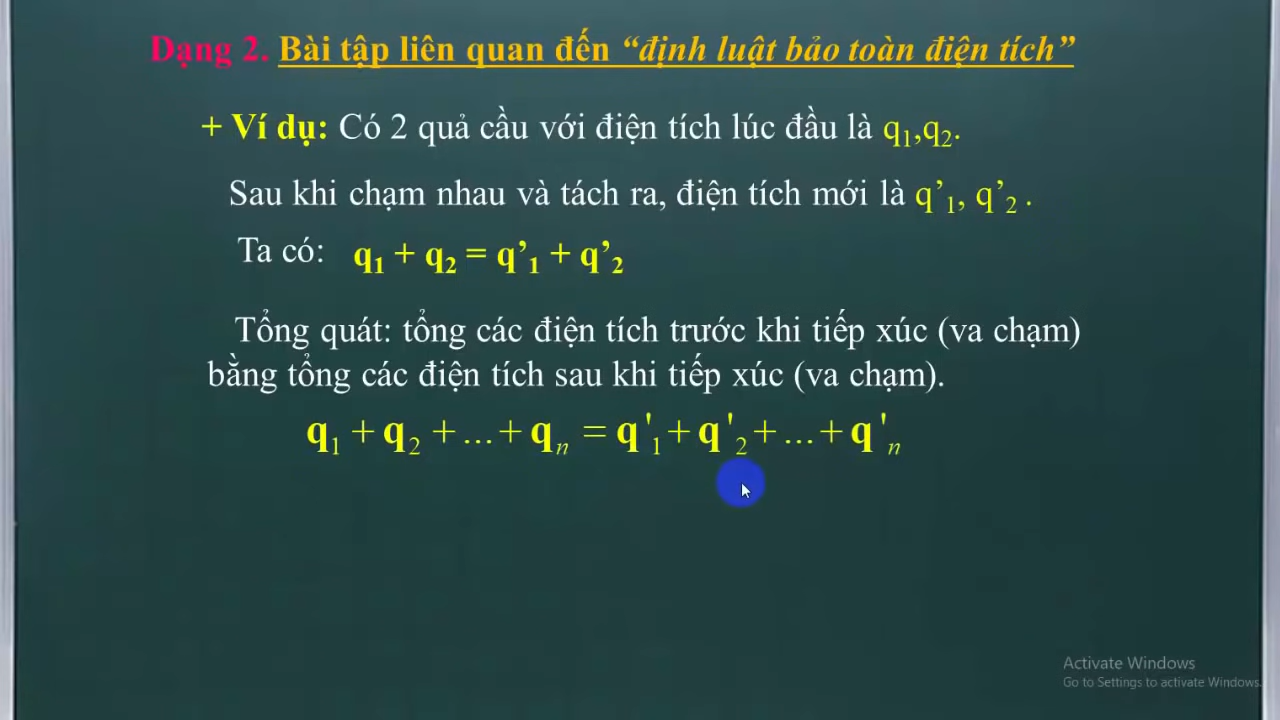 Dạng 2. Bài tập liên quan đến “định luật bảo toàn điện tích”
+ Ví dụ: Có 2 quả cầu với điện tích lúc đầu là q₁,q₂.
Sau khi chạm nhau và tách ra, điện tích mới là q’₁, q’₂ .
Ta có: q₁ + q₂ = q’₁ + q’₂
Tổng quát: tổng các điện tích trước khi tiếp xúc (va chạm)
bằng tổng các điện tích sau khi tiếp xúc (va chạm).
q₁ + q₂ + ... + qₙ = q'₁ + q'₂ + ... + q'ₙ
Activate Windows
Go to Settings to activate Windows.